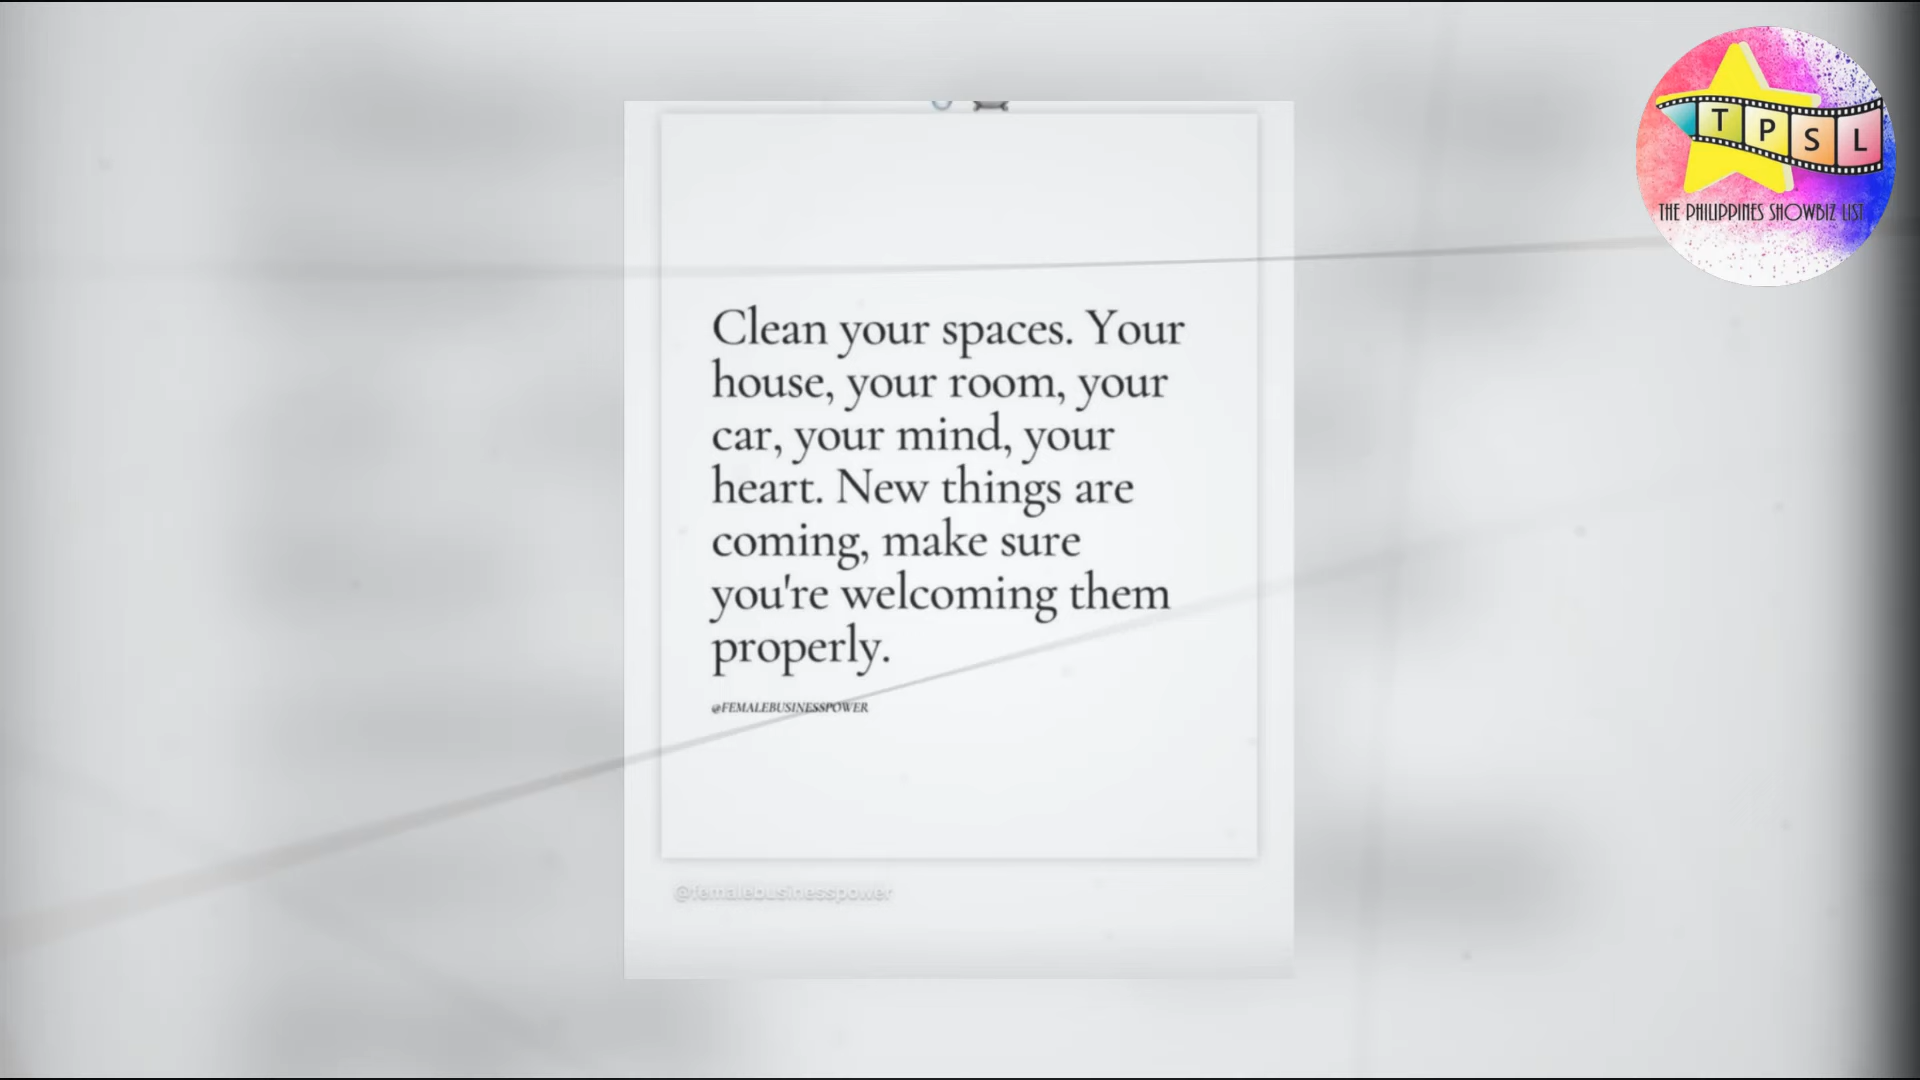 T P S L
THE PHILIPPINES SHOWBIZ LIST
Clean your spaces. Your
house, your room, your
car, your mind, your
heart. New things are
coming, make sure
you're welcoming them
properly.
@FEMALEBUSINESSPOWER
@femalebusinesspower